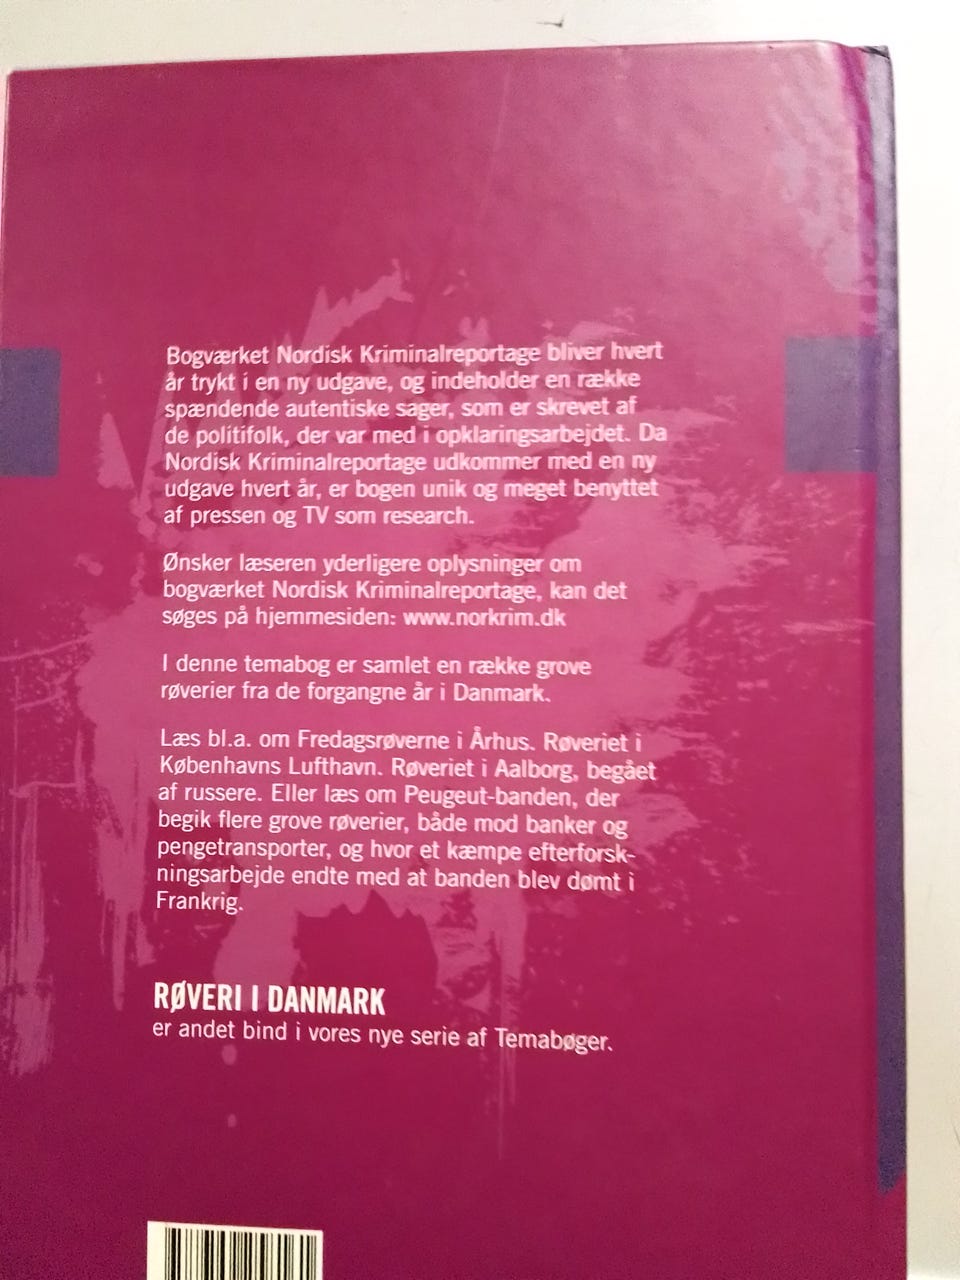 Bogværket Nordisk Kriminalreportage bliver hvert
år trykt i en ny udgave, og indeholder en række
spændende autentiske sager, som er skrevet af
de politifolk, der var med i opklaringsarbejdet. Da
Nordisk Kriminalreportage udkommer med en ny
udgave hvert år, er bogen unik og meget benyttet
af pressen og TV som research.
Ønsker læseren yderligere oplysninger om
bogværket Nordisk Kriminalreportage, kan det
søges på hjemmesiden: www.norkrim.dk
I denne temabog er samlet en række grove
røverier fra de forgangne år i Danmark.
Læs bl.a. om Fredagsrøverne i Århus. Røveriet i
Københavns Lufthavn. Røveriet i Aalborg, begået
af russere. Eller læs om Peugeut-banden, der
begik flere grove røverier, både mod banker og
pengetransporter, og hvor et kæmpe efterforsk-
ningsarbejde endte med at banden blev dømt i
Frankrig.
RØVERI I DANMARK
er andet bind i vores nye serie af Temabøger.